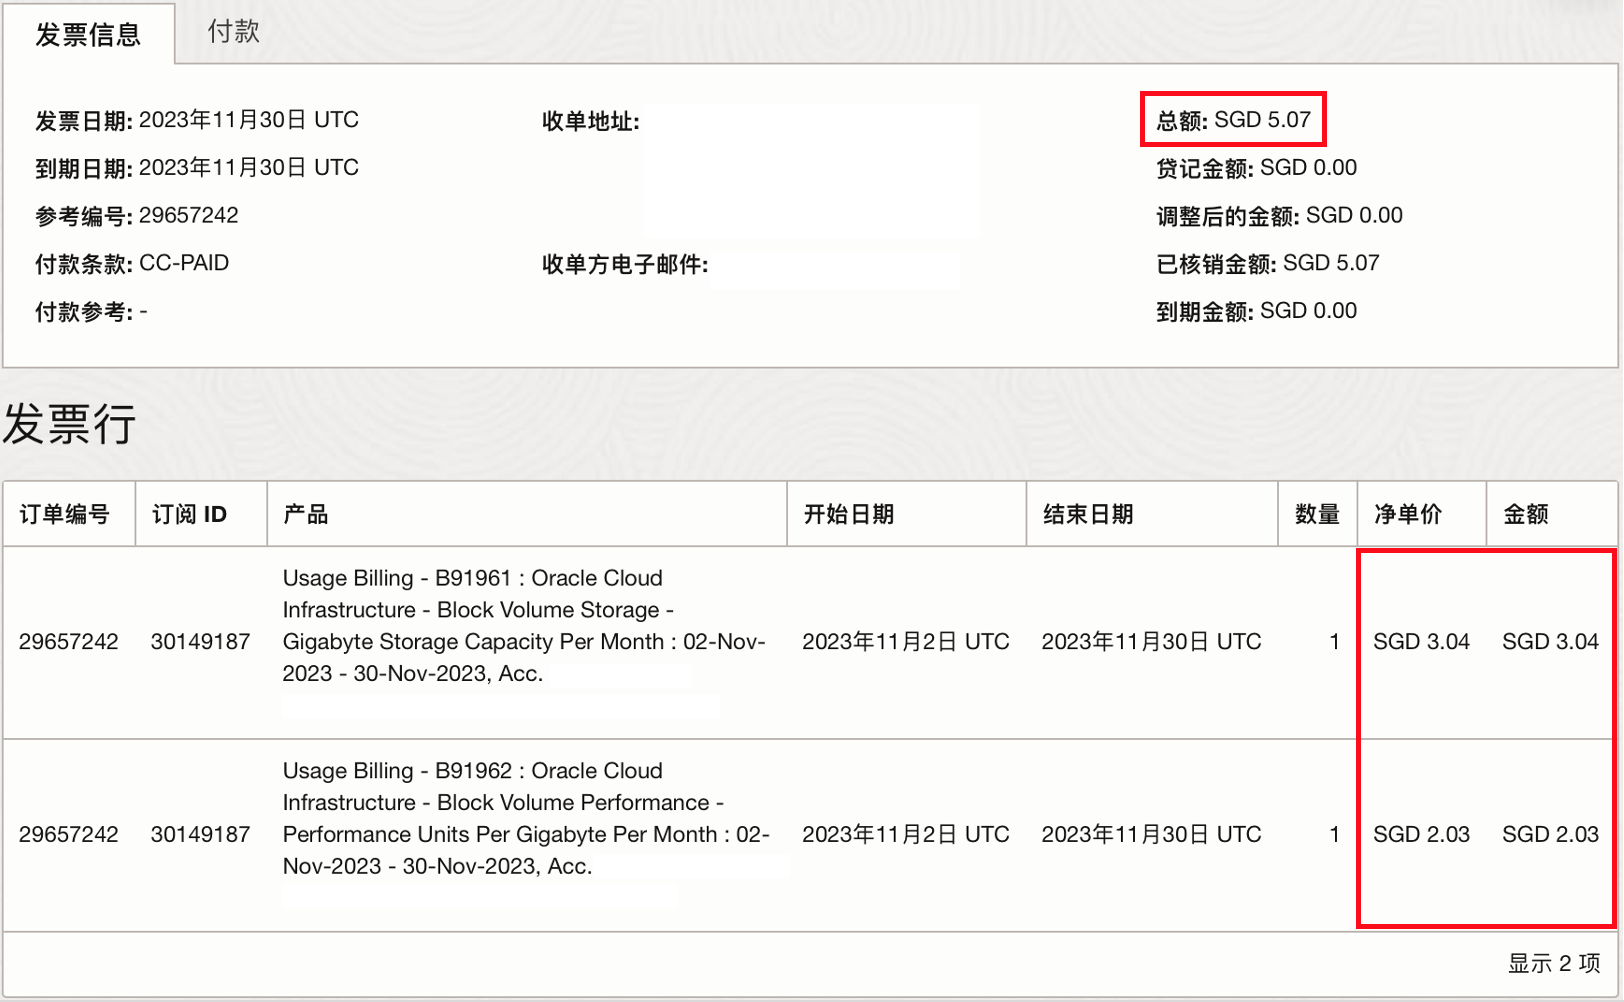 发票信息 付款
发票日期: 2023年11月30日 UTC
到期日期: 2023年11月30日 UTC
参考编号: 29657242
付款条款: CC-PAID
付款参考: -
收单地址:
收单方电子邮件:
总额: SGD 5.07
贷记金额: SGD 0.00
调整后的金额: SGD 0.00
已核销金额: SGD 5.07
到期金额: SGD 0.00
发票行
订单编号 订阅 ID 产品 开始日期 结束日期 数量 净单价 金额
Usage Billing - B91961 : Oracle Cloud
Infrastructure - Block Volume Storage -
29657242 30149187 Gigabyte Storage Capacity Per Month : 02-Nov- 2023年11月2日 UTC 2023年11月30日 UTC 1 SGD 3.04 SGD 3.04
2023 - 30-Nov-2023, Acc.
Usage Billing - B91962 : Oracle Cloud
Infrastructure - Block Volume Performance -
29657242 30149187 Performance Units Per Gigabyte Per Month : 02- 2023年11月2日 UTC 2023年11月30日 UTC 1 SGD 2.03 SGD 2.03
Nov-2023 - 30-Nov-2023, Acc.
显示 2 项